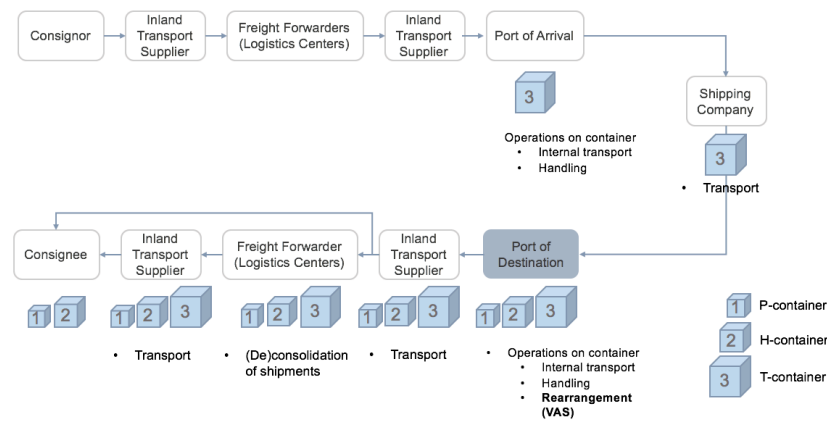 Consignor
Inland
Transport
Supplier
Freight Forwarders
(Logistics Centers)
Inland
Transport
Supplier
Port of Arrival
Shipping
Company
3
Operations on container
• Internal transport
• Handling
3
• Transport
Consignee
Inland
Transport
Supplier
Freight Forwarder
(Logistics Centers)
Inland
Transport
Supplier
Port of
Destination
1 2
1 2 3
1 2 3
1 2 3
1 2 3
• Transport
• (De)consolidation
of shipments
• Transport
• Operations on container
• Internal transport
• Handling
• Rearrangement
(VAS)
1 P-container
2 H-container
3 T-container